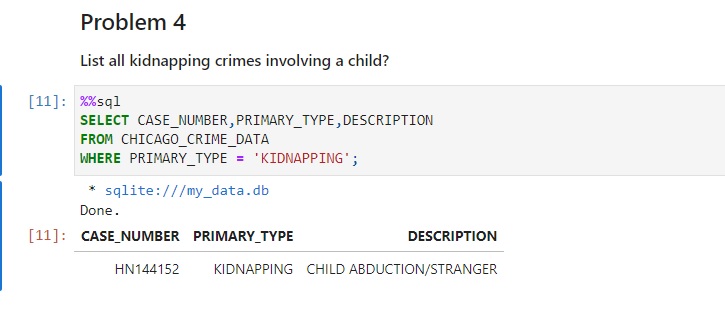 Problem 4
List all kidnapping crimes involving a child?
[11]: %%sql
SELECT CASE_NUMBER,PRIMARY_TYPE,DESCRIPTION
FROM CHICAGO_CRIME_DATA
WHERE PRIMARY_TYPE = 'KIDNAPPING';
* sqlite:///my_data.db
Done.
[11]: CASE_NUMBER PRIMARY_TYPE DESCRIPTION
HN144152 KIDNAPPING CHILD ABDUCTION/STRANGER